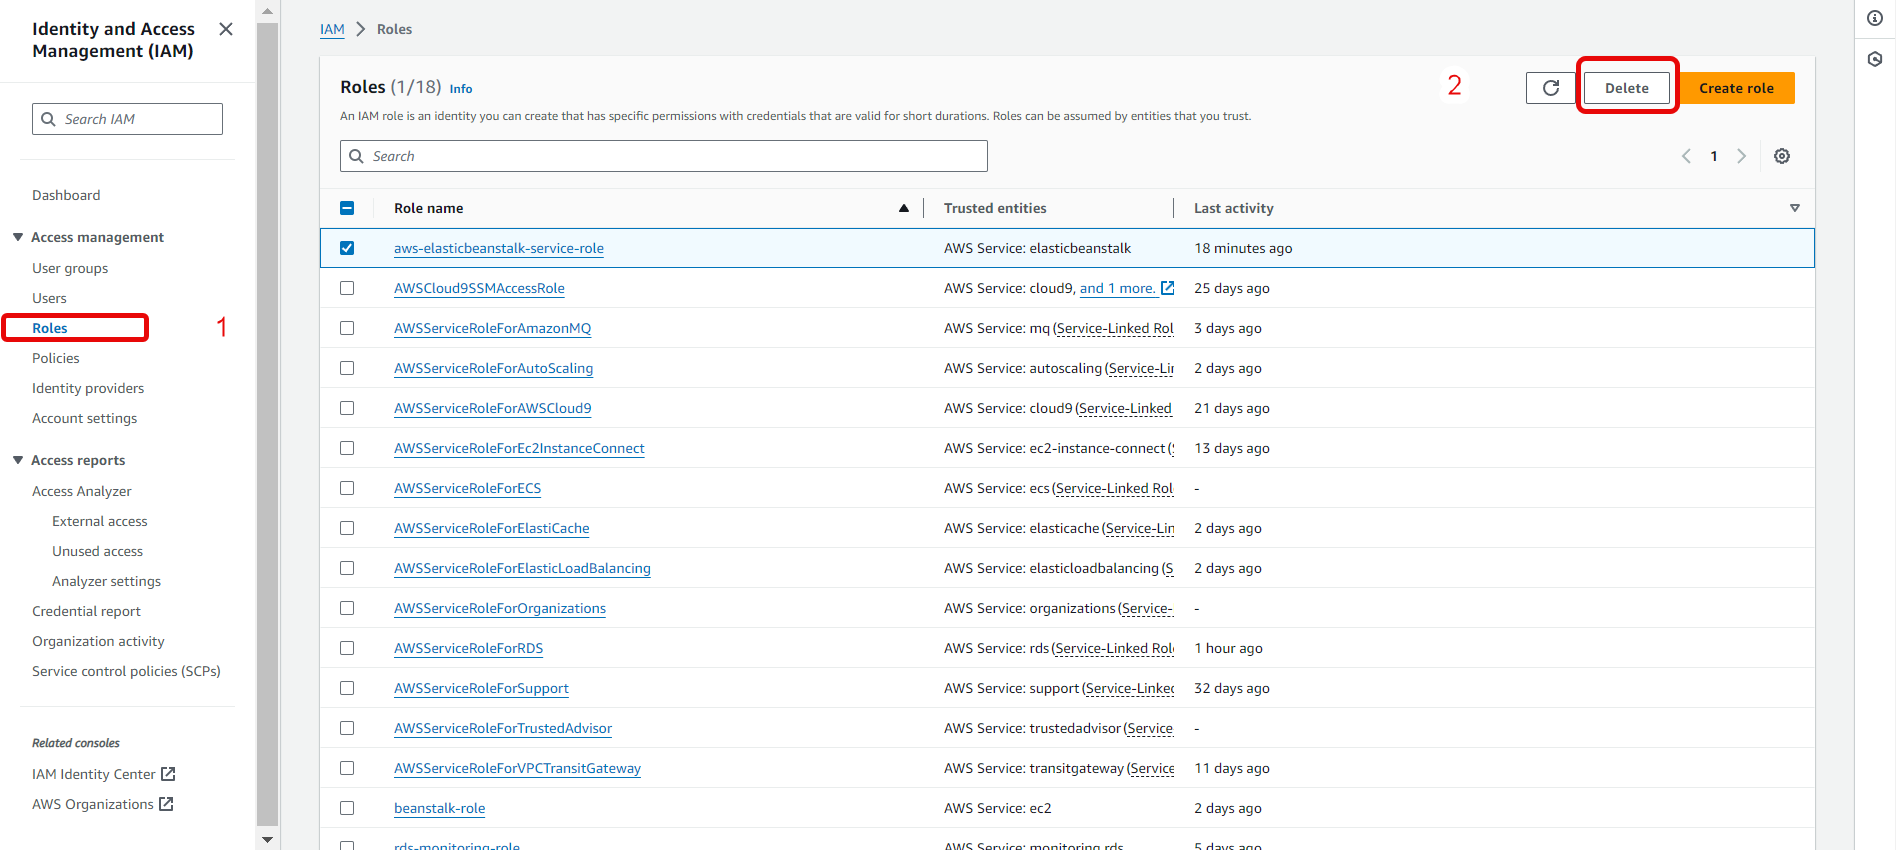 Identity and Access
Management (IAM)
Search IAM
Dashboard
Access management
User groups
Users
Roles
1
Policies
Identity providers
Account settings
Access reports
Access Analyzer
External access
Unused access
Analyzer settings
Credential report
Organization activity
Service control policies (SCPs)
Related consoles
IAM Identity Center
AWS Organizations
IAM > Roles
Roles (1/18) Info
2
Delete
Create role
An IAM role is an identity you can create that has specific permissions with credentials that are valid for short durations. Roles can be assumed by entities that you trust.
Search
1
Role name Trusted entities Last activity
aws-elasticbeanstalk-service-role AWS Service: elasticbeanstalk 18 minutes ago
AWSCloud9SSMAccessRole AWS Service: cloud9, and 1 more. 25 days ago
AWSServiceRoleForAmazonMQ AWS Service: mq (Service-Linked Rol 3 days ago
AWSServiceRoleForAutoScaling AWS Service: autoscaling (Service-Li 2 days ago
AWSServiceRoleForAWSCloud9 AWS Service: cloud9 (Service-Linked 21 days ago
AWSServiceRoleForEc2InstanceConnect AWS Service: ec2-instance-connect ( 13 days ago
AWSServiceRoleForECS AWS Service: ecs (Service-Linked Rol -
AWSServiceRoleForElastiCache AWS Service: elasticache (Service-Lin 2 days ago
AWSServiceRoleForElasticLoadBalancing AWS Service: elasticloadbalancing (S 2 days ago
AWSServiceRoleForOrganizations AWS Service: organizations (Service- -
AWSServiceRoleForRDS AWS Service: rds (Service-Linked Rol 1 hour ago
AWSServiceRoleForSupport AWS Service: support (Service-Linked 32 days ago
AWSServiceRoleForTrustedAdvisor AWS Service: trustedadvisor (Service -
AWSServiceRoleForVPCTransitGateway AWS Service: transitgateway (Service 11 days ago
beanstalk-role AWS Service: ec2 2 days ago
rds-monitoring-role AWS Service: monitoring.rds 5 days ago